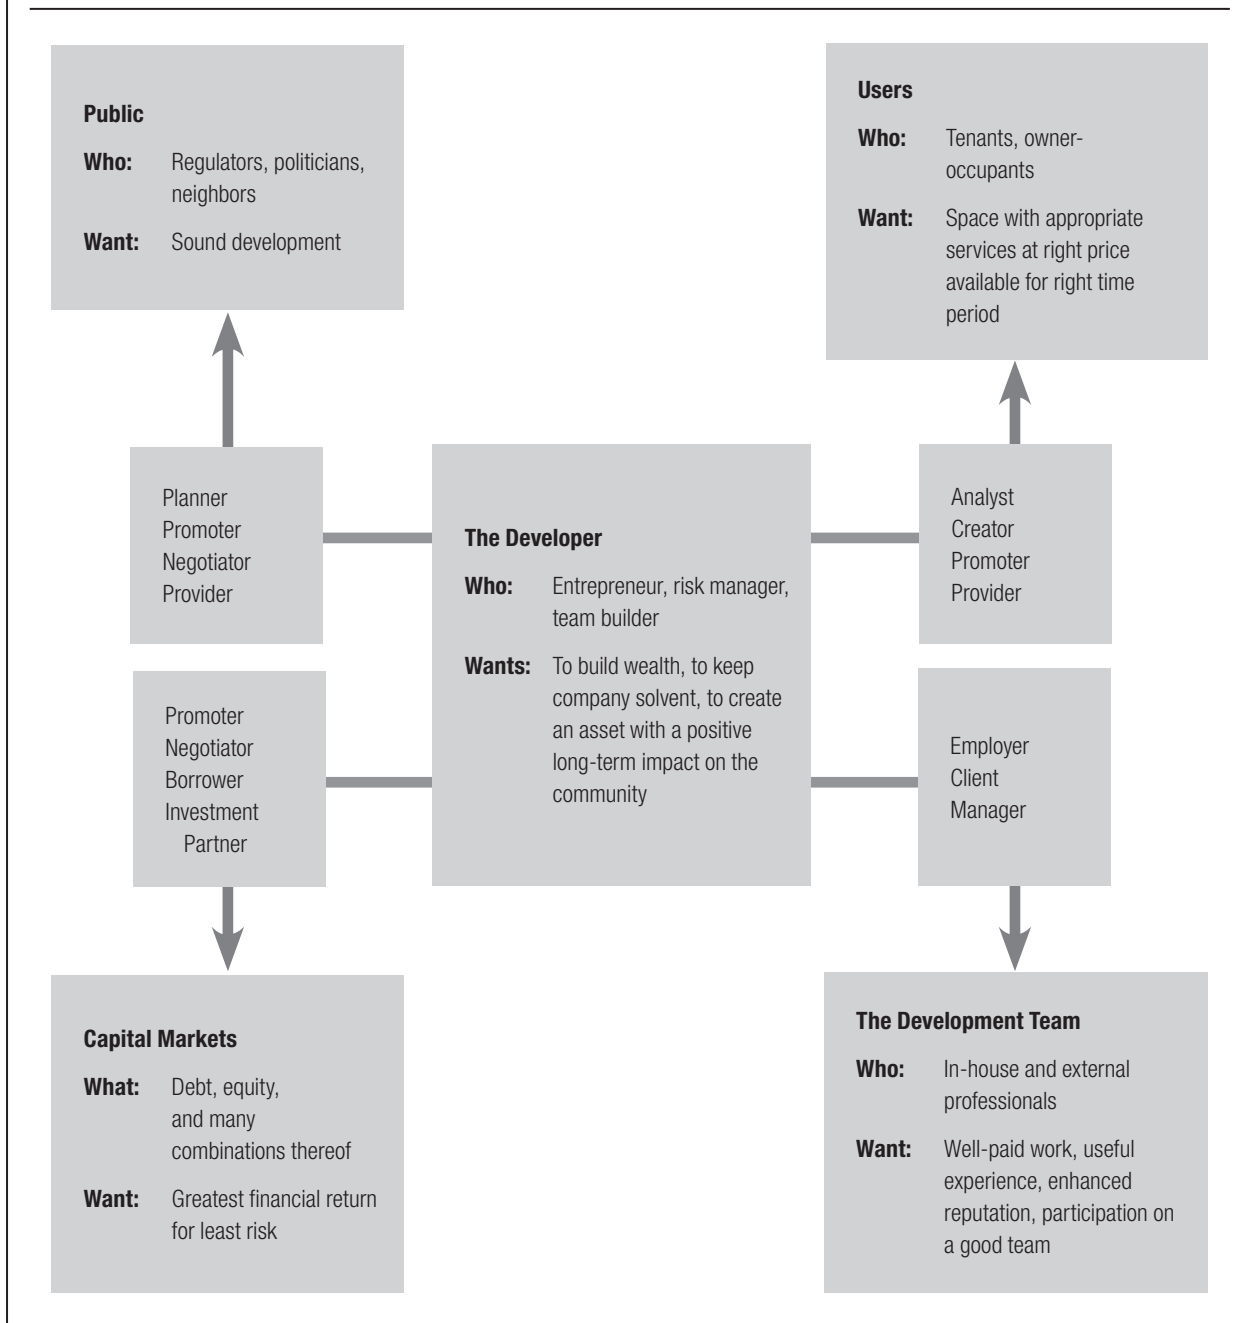 Public
Who: Regulators, politicians,
neighbors
Want: Sound development
Users
Who: Tenants, owner-
occupants
Want: Space with appropriate
services at right price
available for right time
period
Planner
Promoter
Negotiator
Provider
The Developer
Who: Entrepreneur, risk manager,
team builder
Wants: To build wealth, to keep
company solvent, to create
an asset with a positive
long-term impact on the
community
Analyst
Creator
Promoter
Provider
Promoter
Negotiator
Borrower
Investment
Partner
Employer
Client
Manager
Capital Markets
What: Debt, equity,
and many
combinations thereof
Want: Greatest financial return
for least risk
The Development Team
Who: In-house and external
professionals
Want: Well-paid work, useful
experience, enhanced
reputation, participation on
a good team